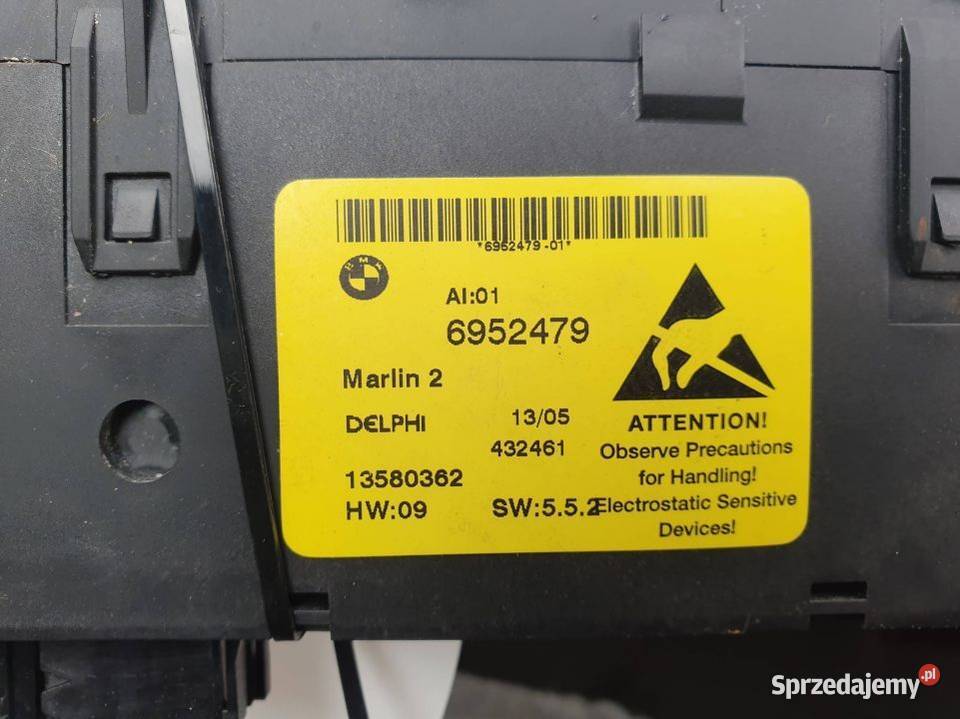 *6952479-01*
BMW
AI:01
6952479
Marlin 2
DELPHI 13/05
432461
13580362
HW:09 SW:5.5.2
ATTENTION!
Observe Precautions
for Handling!
Electrostatic Sensitive
Devices!
Sprzedajemy.pl